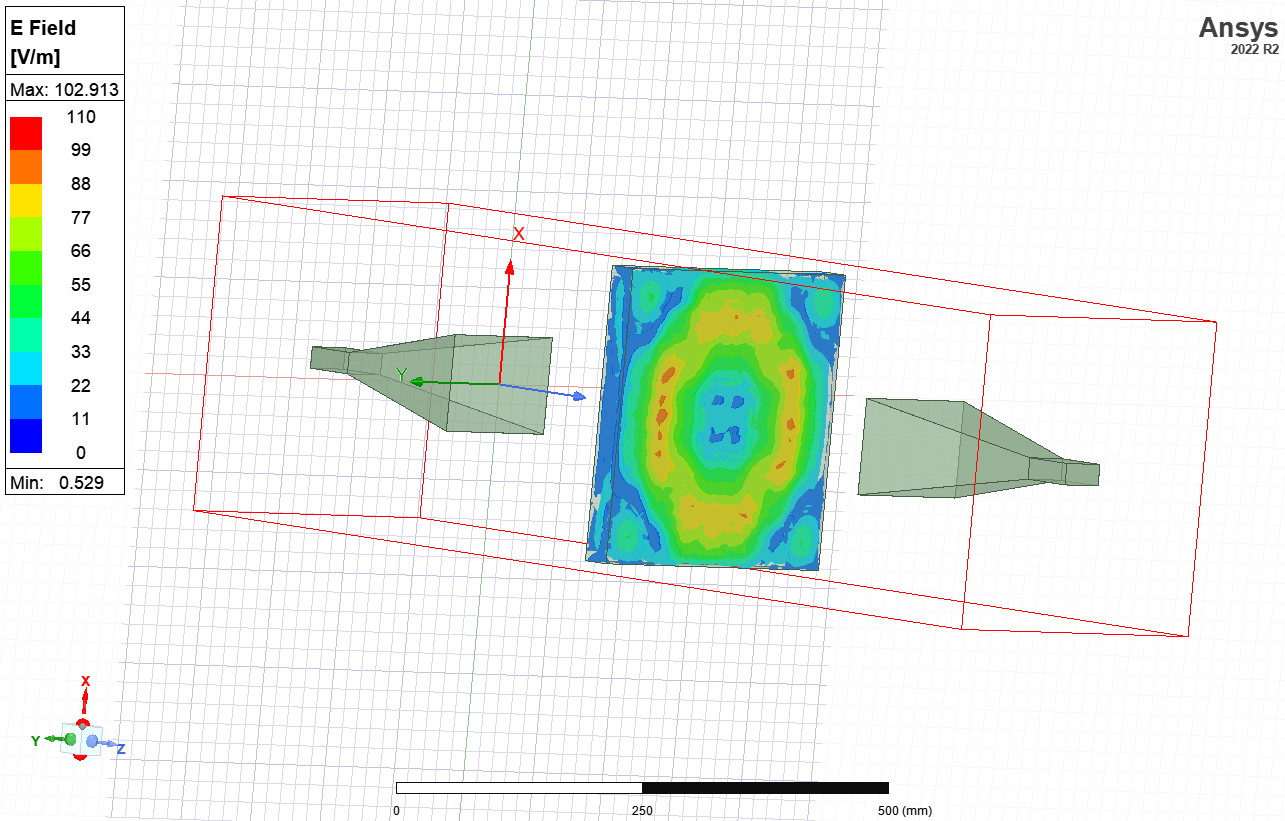 E Field
[V/m]
Max: 102.913
110
99
88
77
66
55
44
33
22
11
0
Min: 0.529
Ansys
2022 R2
X
Y
X
Y
Z
0
250
500 (mm)